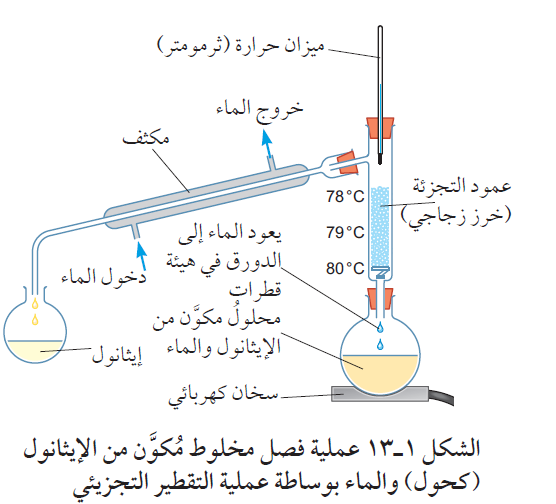 ميزان حرارة (ثرمومتر)
خروج الماء
مكثف
عمود التجزئة
(خرز زجاجي)
78°C
79°C
80°C
يعود الماء إلى
الدورق في هيئة
قطرات
دخول الماء
محلولٌ مكوَّن من
الإيثانول والماء
إيثانول
سخان كهربائي
الشكل ١-١٣ عملية فصل مخلوط مُكوَّن من الإيثانول
(كحول) والماء بوساطة عملية التقطير التجزيئي